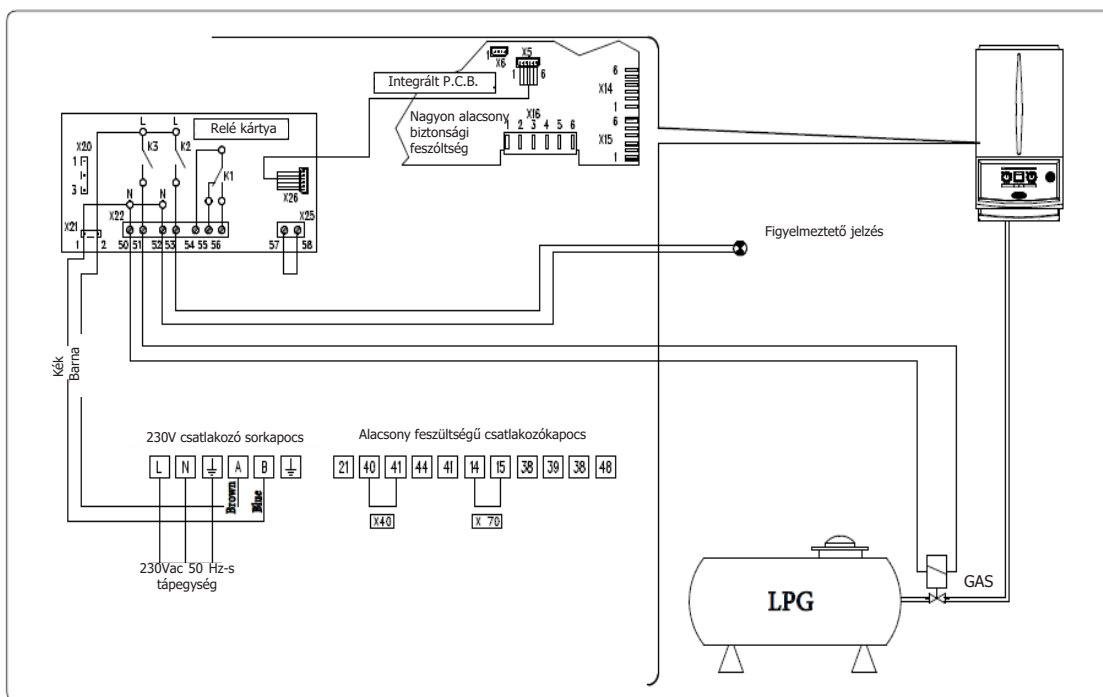 X5
1
X6
1
6
Integrált P.C.B.
6
X14
1
Nagyon alacsony
biztonsági
feszóltség
X16
1 2 3 4 5 6
6
X15
1
Relé kártya
L L
K3
K2
K1
X20
1
3
N N
X26
X21
X22
X25
1 2
50 51 52 53 54 55 56
57 58
Figyelmeztető jelzés
Kék
Barna
230V csatlakozó sorkapocs
L N A B
Brown
Blue
230Vac 50 Hz-s
tápegység
Alacsony feszültségű csatlakozókapocs
21 40 41 44 41 14 15 38 39 38 48
X40
X 70
GAS
LPG